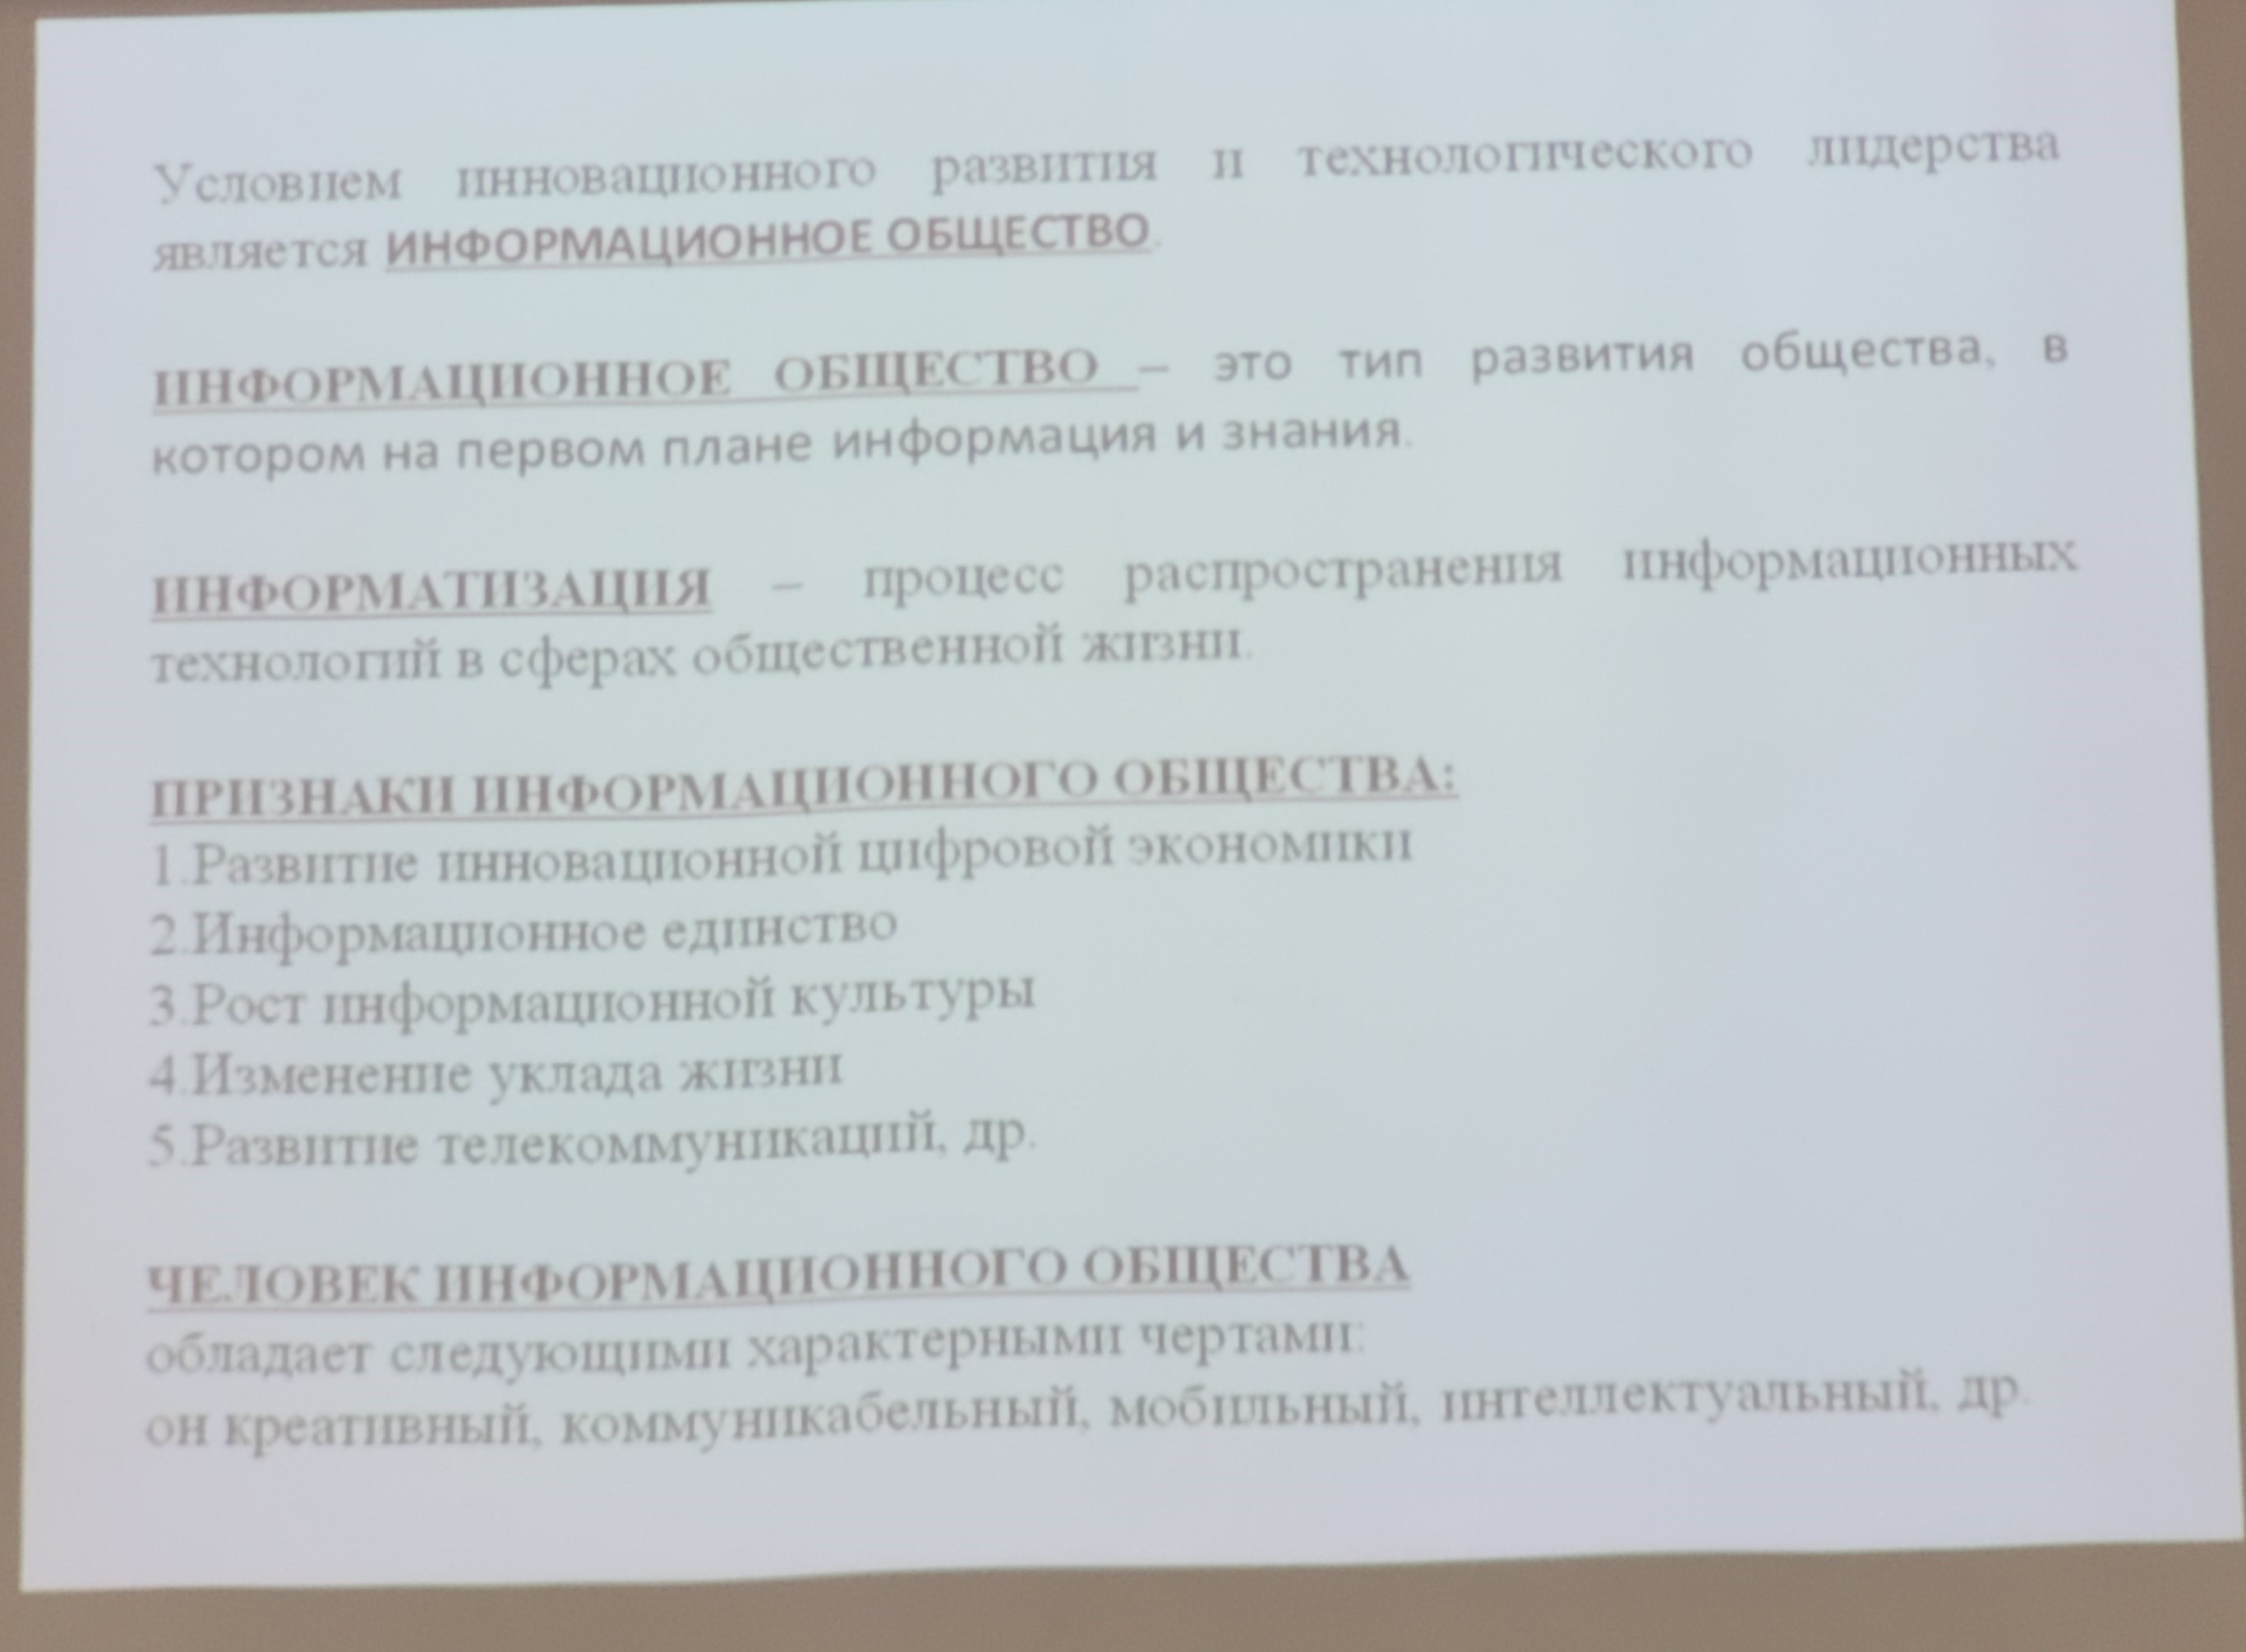 Условием инновационного развития и технологического лидерства
является ИНФОРМАЦИОННОЕ ОБЩЕСТВО.
ИНФОРМАЦИОННОЕ ОБЩЕСТВО – это тип развития общества, в
котором на первом плане информация и знания.
ИНФОРМАТИЗАЦИЯ – процесс распространения информационных
технологий в сферах общественной жизни.
ПРИЗНАКИ ИНФОРМАЦИОННОГО ОБЩЕСТВА:
1.Развитие инновационной цифровой экономики
2.Информационное единство
3.Рост информационной культуры
4.Изменение уклада жизни
5.Развитие телекоммуникаций, др.
ЧЕЛОВЕК ИНФОРМАЦИОННОГО ОБЩЕСТВА
обладает следующими характерными чертами:
он креативный, коммуникабельный, мобильный, интеллектуальный, др.